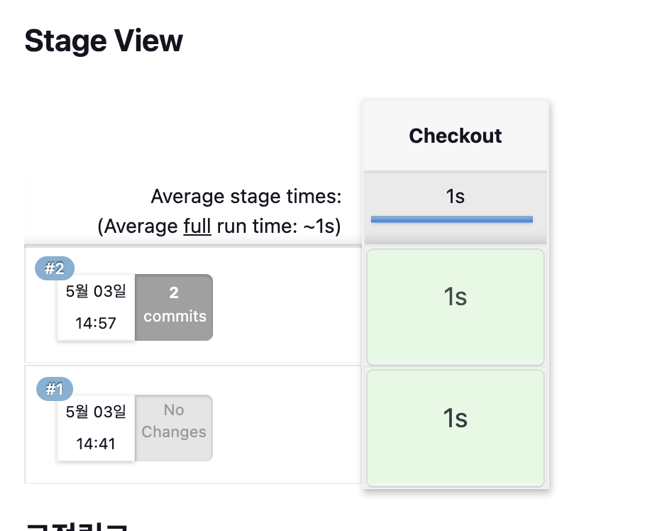 Stage View
Checkout
Average stage times:
1s
(Average full run time: ~1s)
#2
5월 03일
14:57
2
commits
1s
#1
5월 03일
14:41
No
Changes
1s